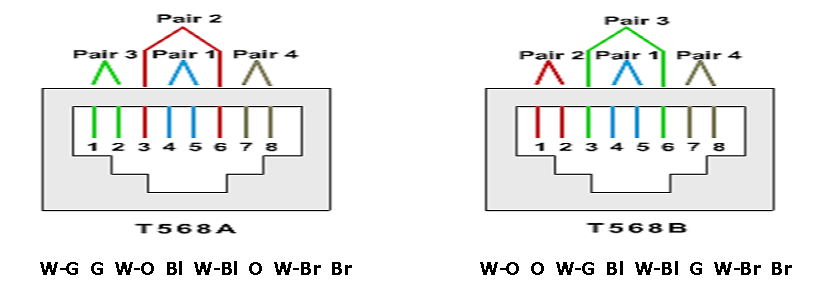 Pair 2
Pair 3 Pair 1 Pair 4
1 2 3 4 5 6 7 8
T568A
W-G G W-O Bl W-Bl O W-Br Br
Pair 3
Pair 2 Pair 1 Pair 4
1 2 3 4 5 6 7 8
T568B
W-O O W-G Bl W-Bl G W-Br Br